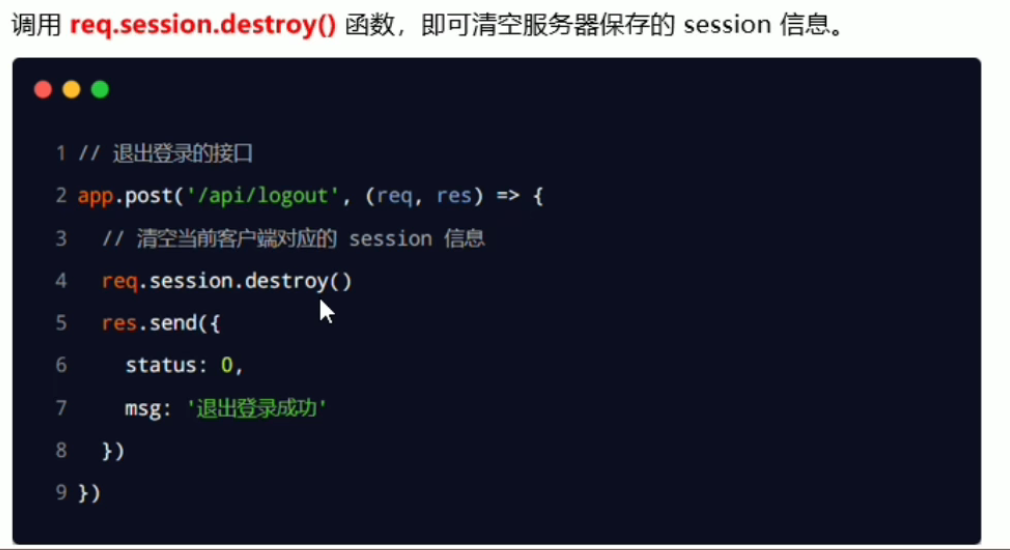 调用 req.session.destroy() 函数，即可清空服务器保存的 session 信息。
1 // 退出登录的接口
2 app.post('/api/logout', (req, res) => {
3   // 清空当前客户端对应的 session 信息
4   req.session.destroy()
5   res.send({
6     status: 0,
7     msg: '退出登录成功'
8   })
9 })